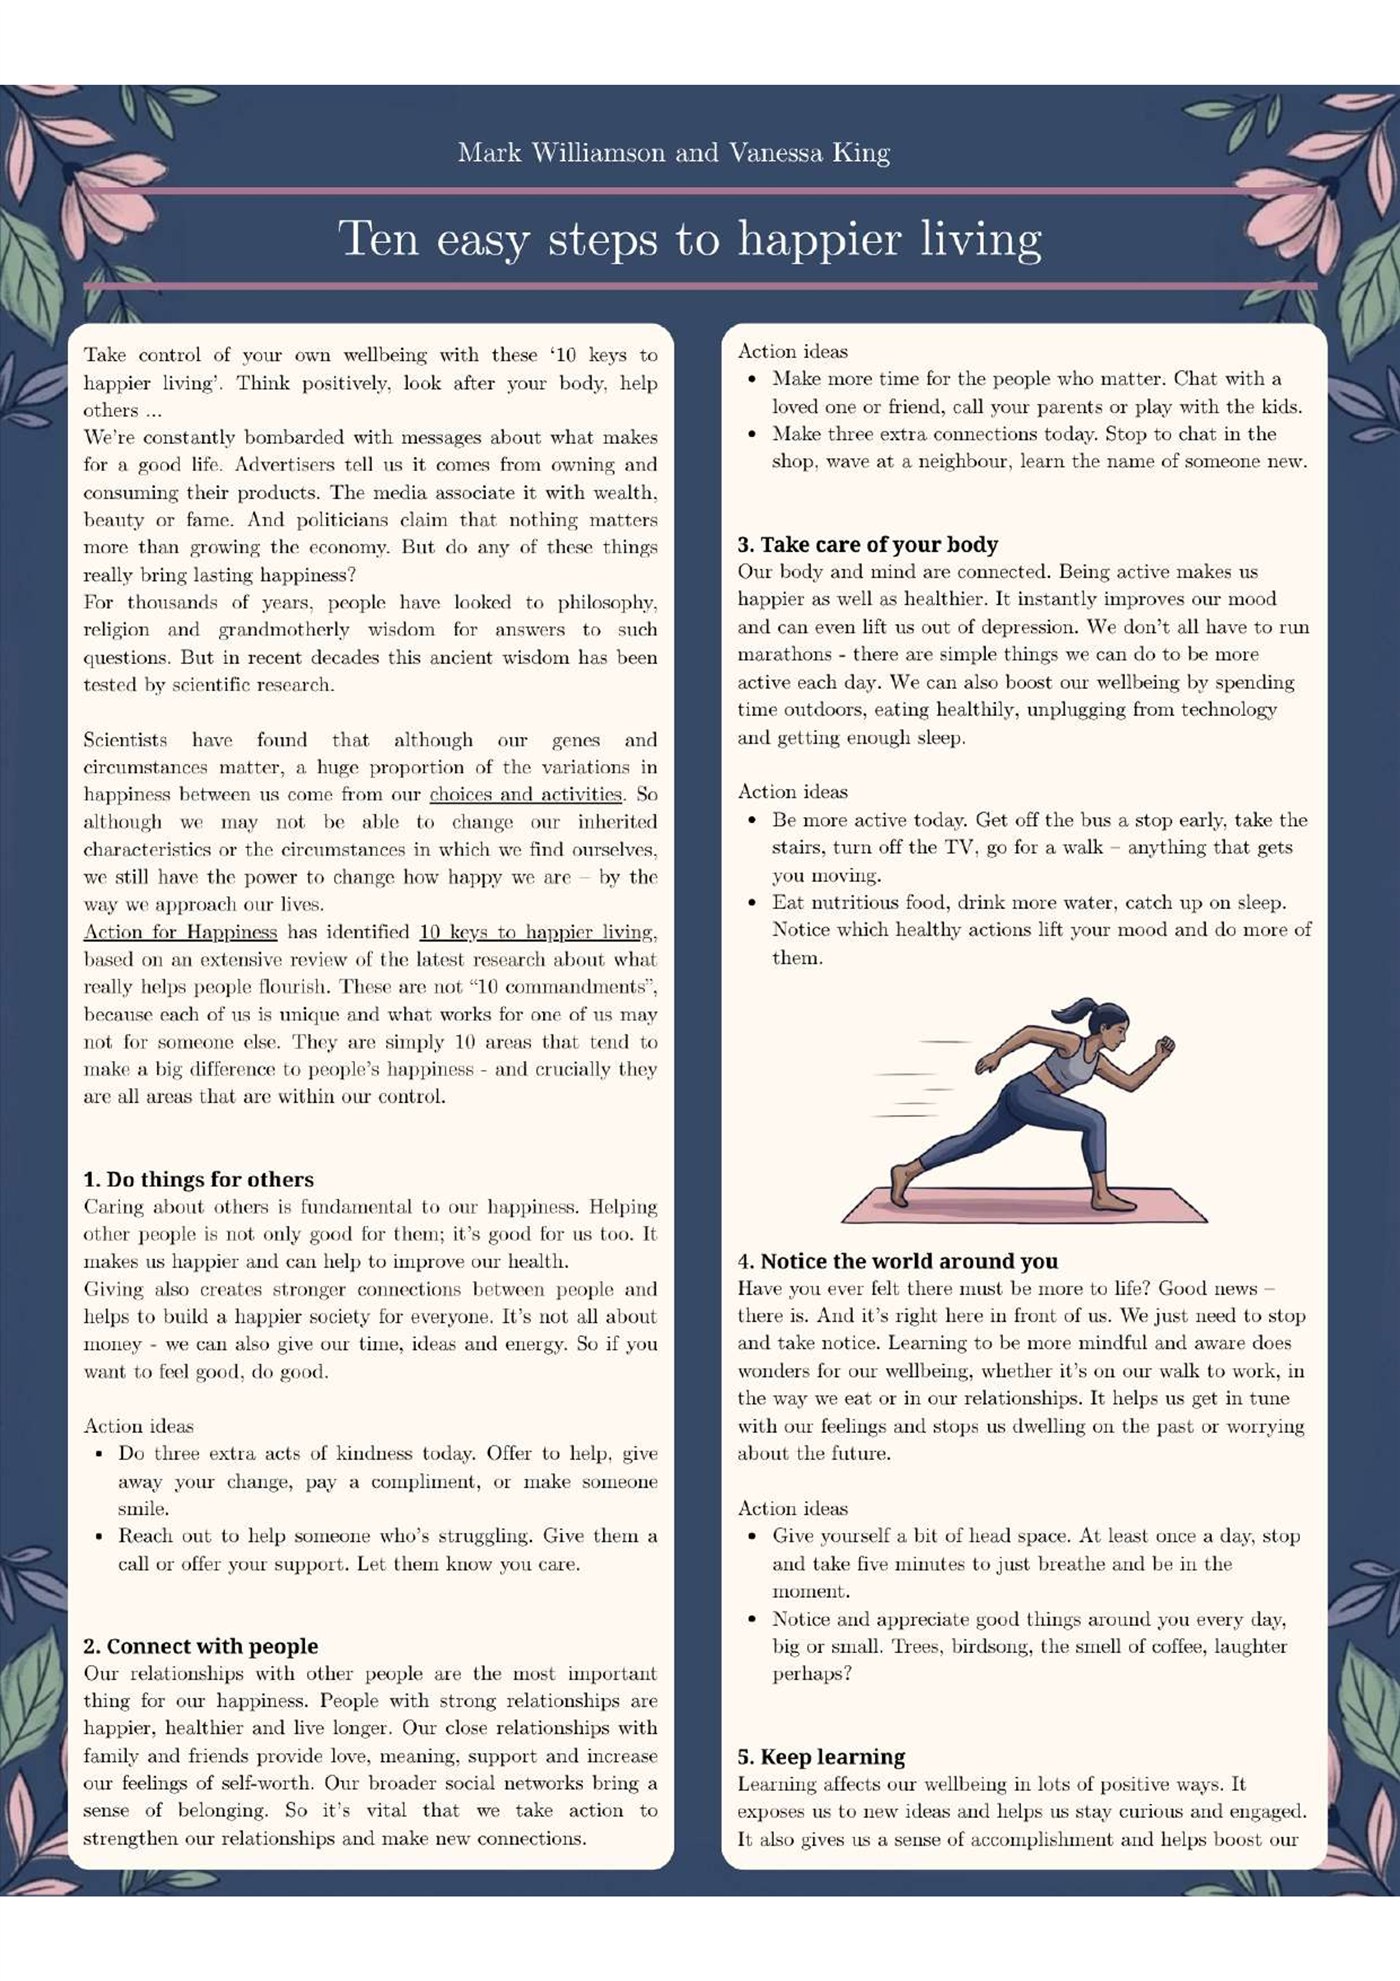 Mark Williamson and Vanessa King
Ten easy steps to happier living
Take control of your own wellbeing with these ‘10 keys to
happier living’. Think positively, look after your body, help
others ...
We’re constantly bombarded with messages about what makes
for a good life. Advertisers tell us it comes from owning and
consuming their products. The media associate it with wealth,
beauty or fame. And politicians claim that nothing matters
more than growing the economy. But do any of these things
really bring lasting happiness?
For thousands of years, people have looked to philosophy,
religion and grandmotherly wisdom for answers to such
questions. But in recent decades this ancient wisdom has been
tested by scientific research.
Scientists have found that although our genes and
circumstances matter, a huge proportion of the variations in
happiness between us come from our choices and activities. So
although we may not be able to change our inherited
characteristics or the circumstances in which we find ourselves,
we still have the power to change how happy we are – by the
way we approach our lives.
Action for Happiness has identified 10 keys to happier living,
based on an extensive review of the latest research about what
really helps people flourish. These are not “10 commandments”,
because each of us is unique and what works for one of us may
not for someone else. They are simply 10 areas that tend to
make a big difference to people’s happiness - and crucially they
are all areas that are within our control.
1. Do things for others
Caring about others is fundamental to our happiness. Helping
other people is not only good for them; it’s good for us too. It
makes us happier and can help to improve our health.
Giving also creates stronger connections between people and
helps to build a happier society for everyone. It’s not all about
money - we can also give our time, ideas and energy. So if you
want to feel good, do good.
Action ideas
• Do three extra acts of kindness today. Offer to help, give
away your change, pay a compliment, or make someone
smile.
• Reach out to help someone who’s struggling. Give them a
call or offer your support. Let them know you care.
2. Connect with people
Our relationships with other people are the most important
thing for our happiness. People with strong relationships are
happier, healthier and live longer. Our close relationships with
family and friends provide love, meaning, support and increase
our feelings of self-worth. Our broader social networks bring a
sense of belonging. So it’s vital that we take action to
strengthen our relationships and make new connections.
Action ideas
• Make more time for the people who matter. Chat with a
loved one or friend, call your parents or play with the kids.
• Make three extra connections today. Stop to chat in the
shop, wave at a neighbour, learn the name of someone new.
3. Take care of your body
Our body and mind are connected. Being active makes us
happier as well as healthier. It instantly improves our mood
and can even lift us out of depression. We don’t all have to run
marathons - there are simple things we can do to be more
active each day. We can also boost our wellbeing by spending
time outdoors, eating healthily, unplugging from technology
and getting enough sleep.
Action ideas
• Be more active today. Get off the bus a stop early, take the
stairs, turn off the TV, go for a walk – anything that gets
you moving.
• Eat nutritious food, drink more water, catch up on sleep.
Notice which healthy actions lift your mood and do more of
them.
4. Notice the world around you
Have you ever felt there must be more to life? Good news –
there is. And it’s right here in front of us. We just need to stop
and take notice. Learning to be more mindful and aware does
wonders for our wellbeing, whether it’s on our walk to work, in
the way we eat or in our relationships. It helps us get in tune
with our feelings and stops us dwelling on the past or worrying
about the future.
Action ideas
• Give yourself a bit of head space. At least once a day, stop
and take five minutes to just breathe and be in the
moment.
• Notice and appreciate good things around you every day,
big or small. Trees, birdsong, the smell of coffee, laughter
perhaps?
5. Keep learning
Learning affects our wellbeing in lots of positive ways. It
exposes us to new ideas and helps us stay curious and engaged.
It also gives us a sense of accomplishment and helps boost our